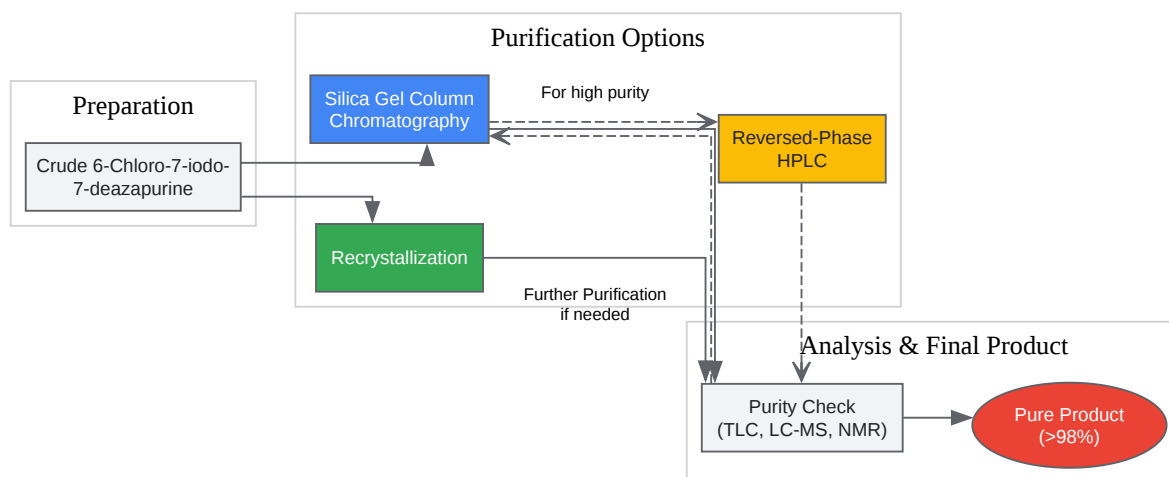 Purification Options
Preparation
Silica Gel Column
Chromatography
For high purity
Reversed-Phase
HPLC
Crude 6-Chloro-7-iodo-
7-deazapurine
Recrystallization
Further Purification
if needed
Analysis & Final Product
Purity Check
(TLC, LC-MS, NMR)
Pure Product
(>98%)